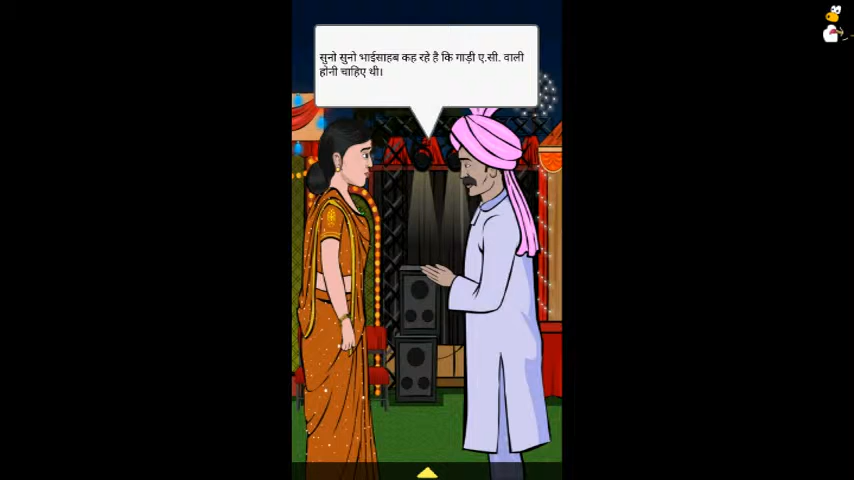 सुनो सुनो भाईसाहब कह रहे है कि गाड़ी ए.सी. वाली
होनी चाहिए थी।